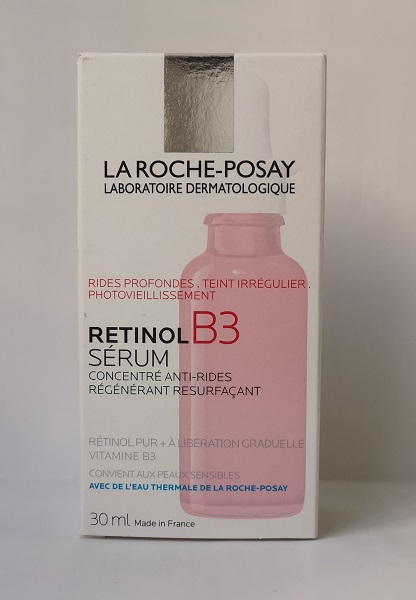 LA ROCHE-POSAY
LABORATOIRE DERMATOLOGIQUE
RIDES PROFONDES . TEINT IRRÉGULIER .
PHOTOVIEILLISSEMENT
RETINOL B3
SÉRUM
CONCENTRÉ ANTI-RIDES
RÉGÉNÉRANT RESURFAÇANT
RÉTINOL PUR + À LIBÉRATION GRADUELLE
VITAMINE B3
CONVIENT AUX PEAUX SENSIBLES
AVEC DE L'EAU THERMALE DE LA ROCHE-POSAY
30 ml Made in France